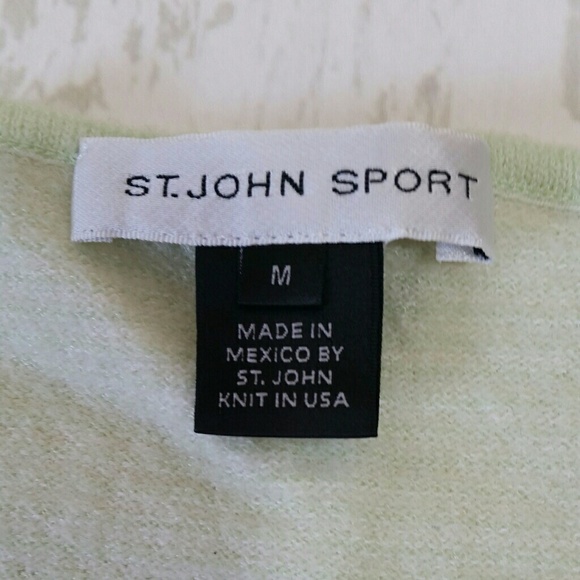 ST. JOHN SPORT
M
MADE IN
MEXICO BY
ST. JOHN
KNIT IN USA